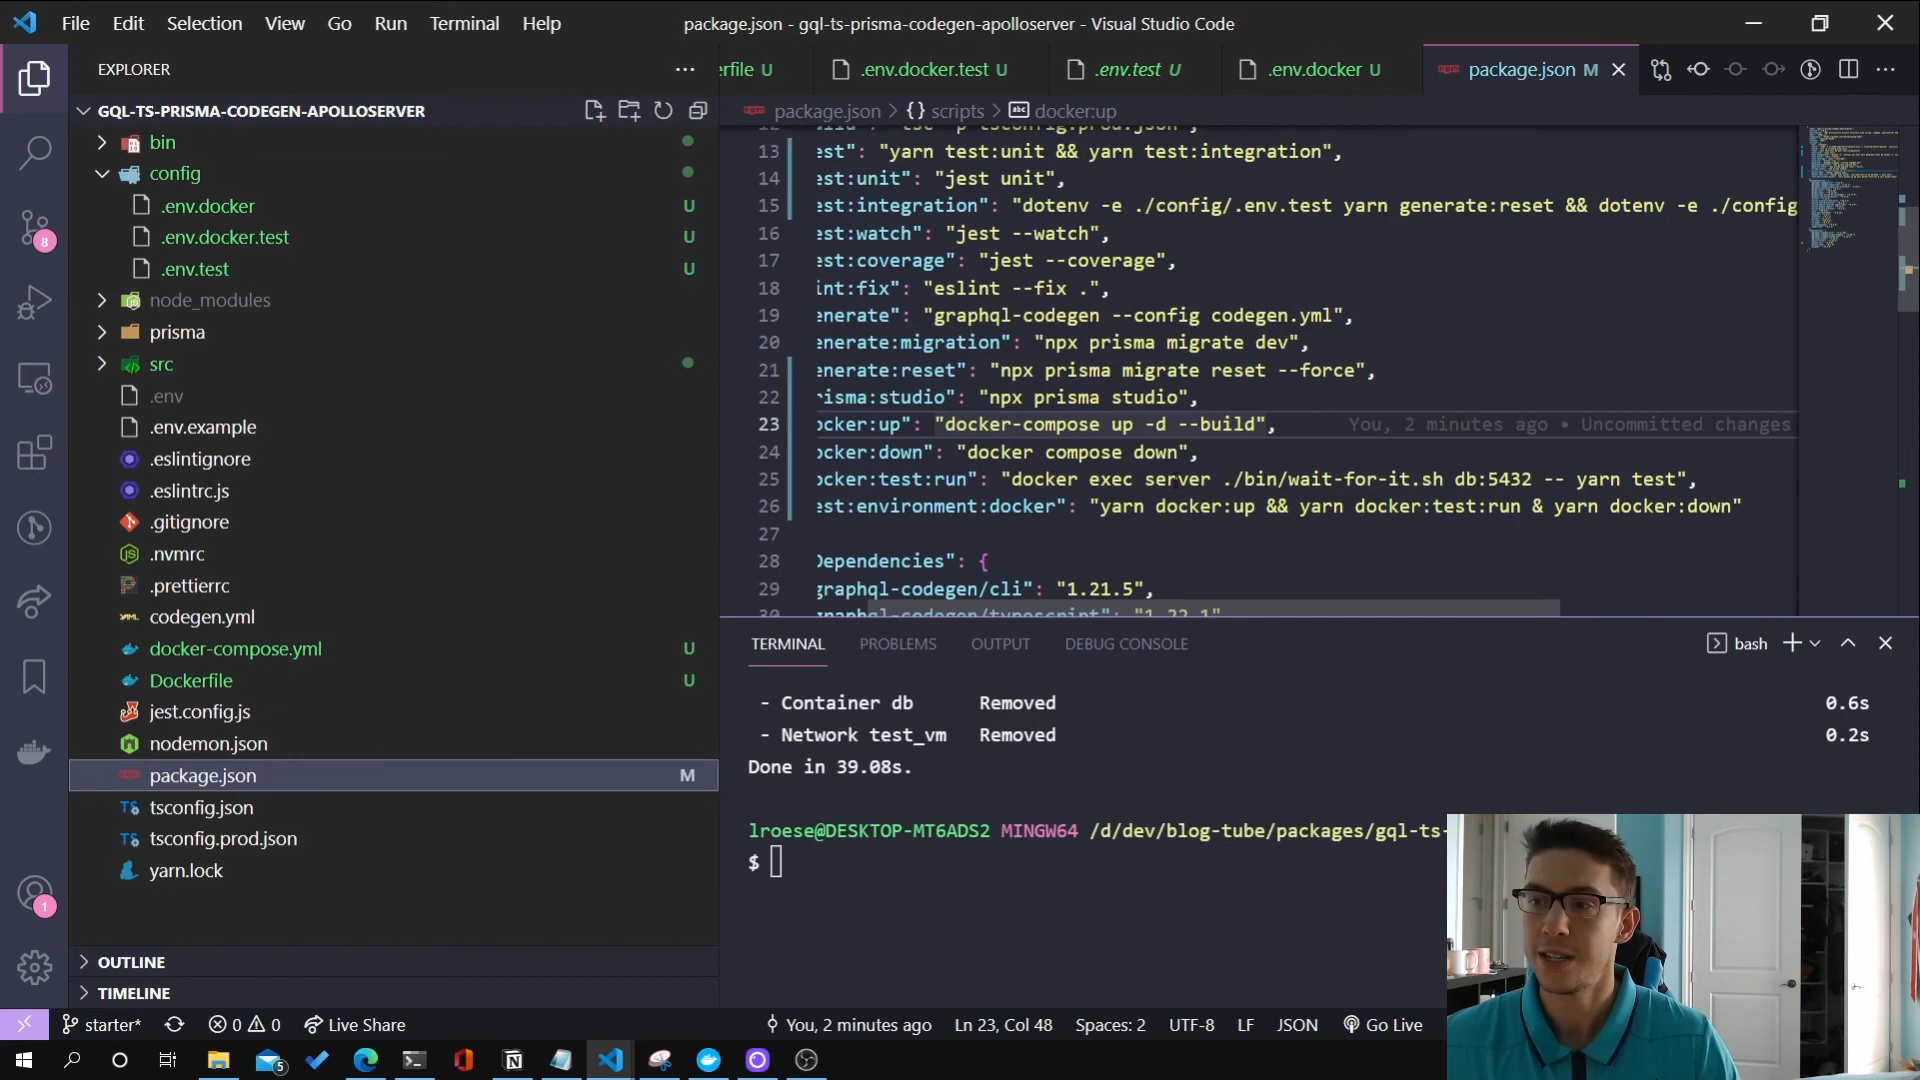 File Edit Selection View Go Run Terminal Help
package.json - gql-ts-prisma-codegen-apolloserver - Visual Studio Code
EXPLORER
GQL-TS-PRISMA-CODEGEN-APOLLOSERVER
bin
config
.env.docker U
.env.docker.test U
.env.test U
node_modules
prisma
src
.env
.env.example
.eslintignore
.eslintrc.js
.gitignore
.nvmrc
.prettierrc
codegen.yml
docker-compose.yml U
Dockerfile U
jest.config.js
nodemon.json
package.json M
tsconfig.json
tsconfig.prod.json
yarn.lock
OUTLINE
TIMELINE
8
1
erfile U .env.docker.test U .env.test U .env.docker U package.json M
package.json > {} scripts > abc docker:up
13 est": "yarn test:unit && yarn test:integration",
14 est:unit": "jest unit",
15 est:integration": "dotenv -e ./config/.env.test yarn generate:reset && dotenv -e ./config
16 est:watch": "jest --watch",
17 est:coverage": "jest --coverage",
18 int:fix": "eslint --fix .",
19 enerate": "graphql-codegen --config codegen.yml",
20 enerate:migration": "npx prisma migrate dev",
21 enerate:reset": "npx prisma migrate reset --force",
22 risma:studio": "npx prisma studio",
23 ocker:up": "docker-compose up -d --build", You, 2 minutes ago • Uncommitted changes
24 ocker:down": "docker compose down",
25 ocker:test:run": "docker exec server ./bin/wait-for-it.sh db:5432 -- yarn test",
26 est:environment:docker": "yarn docker:up && yarn docker:test:run & yarn docker:down"
27
28 Dependencies": {
29 graphql-codegen/cli": "1.21.5",
TERMINAL PROBLEMS OUTPUT DEBUG CONSOLE bash
- Container db Removed 0.6s
- Network test_vm Removed 0.2s
Done in 39.08s.
lroese@DESKTOP-MT6ADS2 MINGW64 /d/dev/blog-tube/packages/gql-ts-
$
starter* 0 0 Live Share You, 2 minutes ago Ln 23, Col 48 Spaces: 2 UTF-8 LF JSON Go Live
5